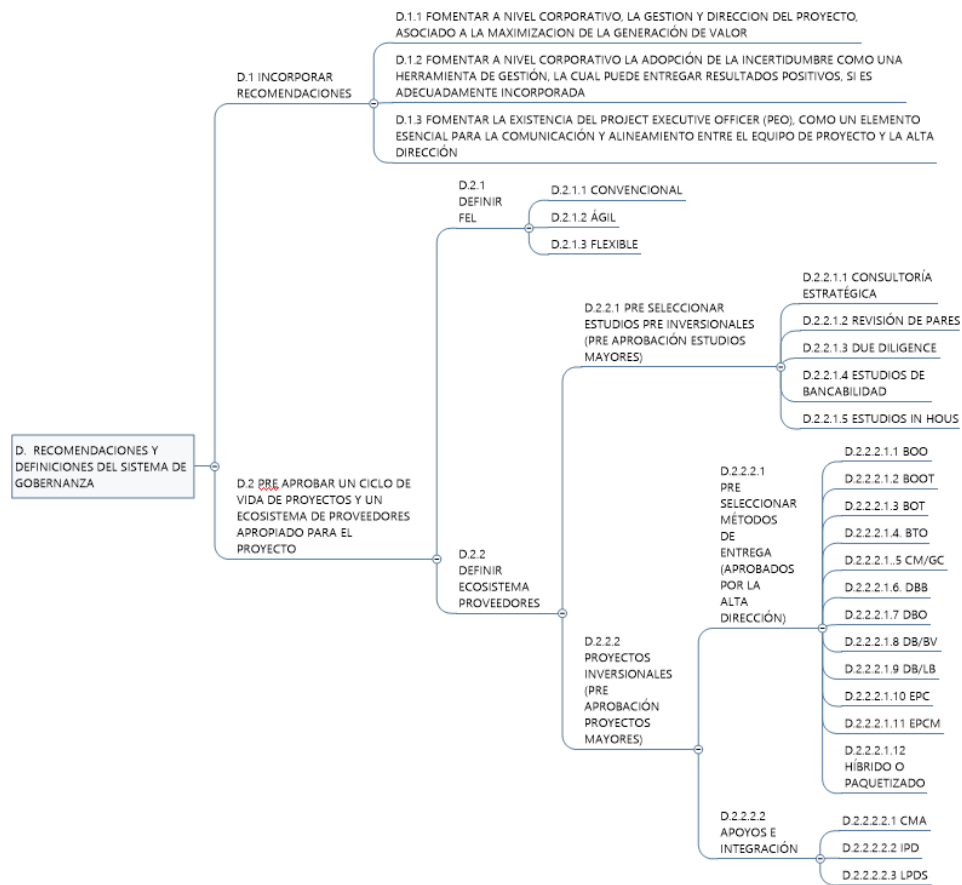 D. RECOMENDACIONES Y
DEFINICIONES DEL SISTEMA DE
GOBERNANZA
D.1 INCORPORAR
RECOMENDACIONES
D.1.1 FOMENTAR A NIVEL CORPORATIVO, LA GESTION Y DIRECCION DEL PROYECTO,
ASOCIADO A LA MAXIMIZACION DE LA GENERACIÓN DE VALOR
D.1.2 FOMENTAR A NIVEL CORPORATIVO LA ADOPCIÓN DE LA INCERTIDUMBRE COMO UNA
HERRAMIENTA DE GESTIÓN, LA CUAL PUEDE ENTREGAR RESULTADOS POSITIVOS, SI ES
ADECUADAMENTE INCORPORADA
D.1.3 FOMENTAR LA EXISTENCIA DEL PROJECT EXECUTIVE OFFICER (PEO), COMO UN ELEMENTO
ESENCIAL PARA LA COMUNICACIÓN Y ALINEAMIENTO ENTRE EL EQUIPO DE PROYECTO Y LA ALTA
DIRECCIÓN
D.2 PRE APROBAR UN CICLO DE
VIDA DE PROYECTOS Y UN
ECOSISTEMA DE PROVEEDORES
APROPIADO PARA EL
PROYECTO
D.2.1
DEFINIR
FEL
D.2.1.1 CONVENCIONAL
D.2.1.2 ÁGIL
D.2.1.3 FLEXIBLE
D.2.2
DEFINIR
ECOSISTEMA
PROVEEDORES
D.2.2.1 PRE SELECCIONAR
ESTUDIOS PRE INVERSIONALES
(PRE APROBACIÓN ESTUDIOS
MAYORES)
D.2.2.1.1 CONSULTORÍA
ESTRATÉGICA
D.2.2.1.2 REVISIÓN DE PARES
D.2.2.1.3 DUE DILIGENCE
D.2.2.1.4 ESTUDIOS DE
BANCABILIDAD
D.2.2.1.5 ESTUDIOS IN HOUS
D.2.2.2
PROYECTOS
INVERSIONALES
(PRE
APROBACIÓN
PROYECTOS
MAYORES)
D.2.2.2.1
PRE
SELECCIONAR
MÉTODOS
DE
ENTREGA
(APROBADOS
POR LA
ALTA
DIRECCIÓN)
D.2.2.2.1.1 BOO
D.2.2.2.1.2 BOOT
D.2.2.2.1.3 BOT
D.2.2.2.1.4. BTO
D.2.2.2.1..5 CM/GC
D.2.2.2.1.6. DBB
D.2.2.2.1.7 DBO
D.2.2.2.1.8 DB/BV
D.2.2.2.1.9 DB/LB
D.2.2.2.1.10 EPC
D.2.2.2.1.11 EPCM
D.2.2.2.1.12
HÍBRIDO O
PAQUETIZADO
D.2.2.2.2
APOYOS E
INTEGRACIÓN
D.2.2.2.2.1 CMA
D.2.2.2.2.2 IPD
D.2.2.2.2.3 LPDS